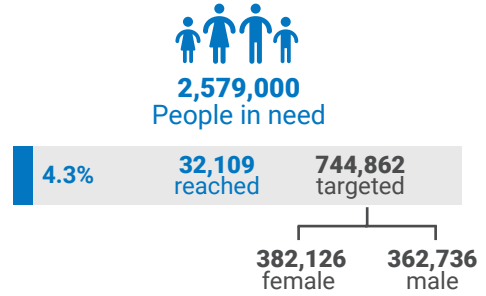 2,579,000
People in need
4.3%
32,109
reached
744,862
targeted
382,126
female
362,736
male